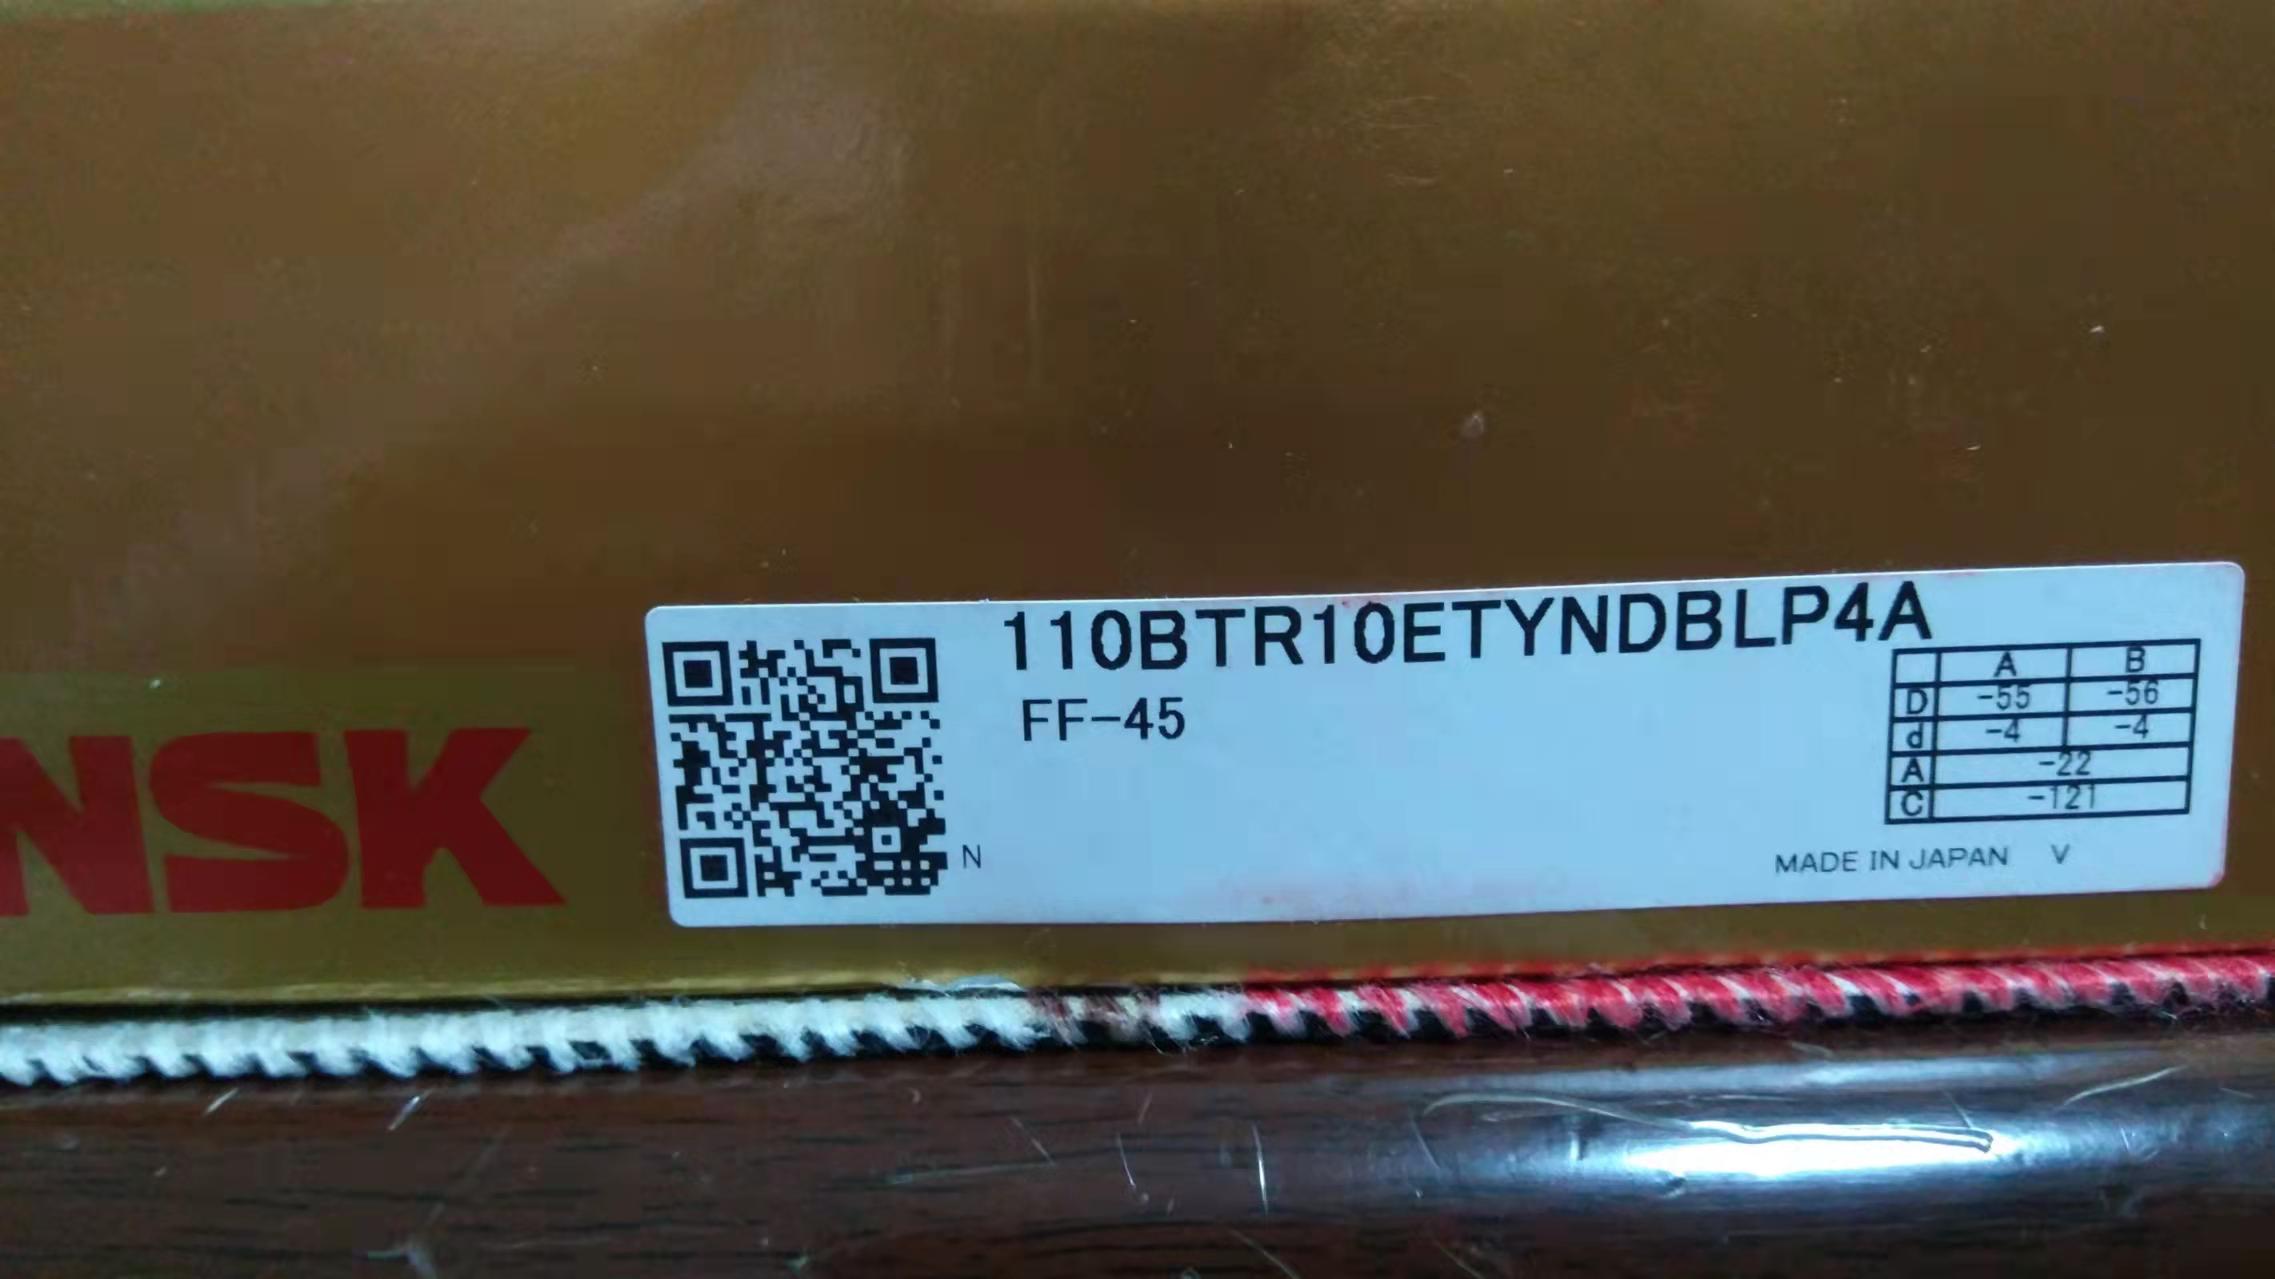 NSK
110BTR10ETYNDBLP4A
FF-45
A B
D -55 -56
d -4 -4
A -22
C -121
N
MADE IN JAPAN V